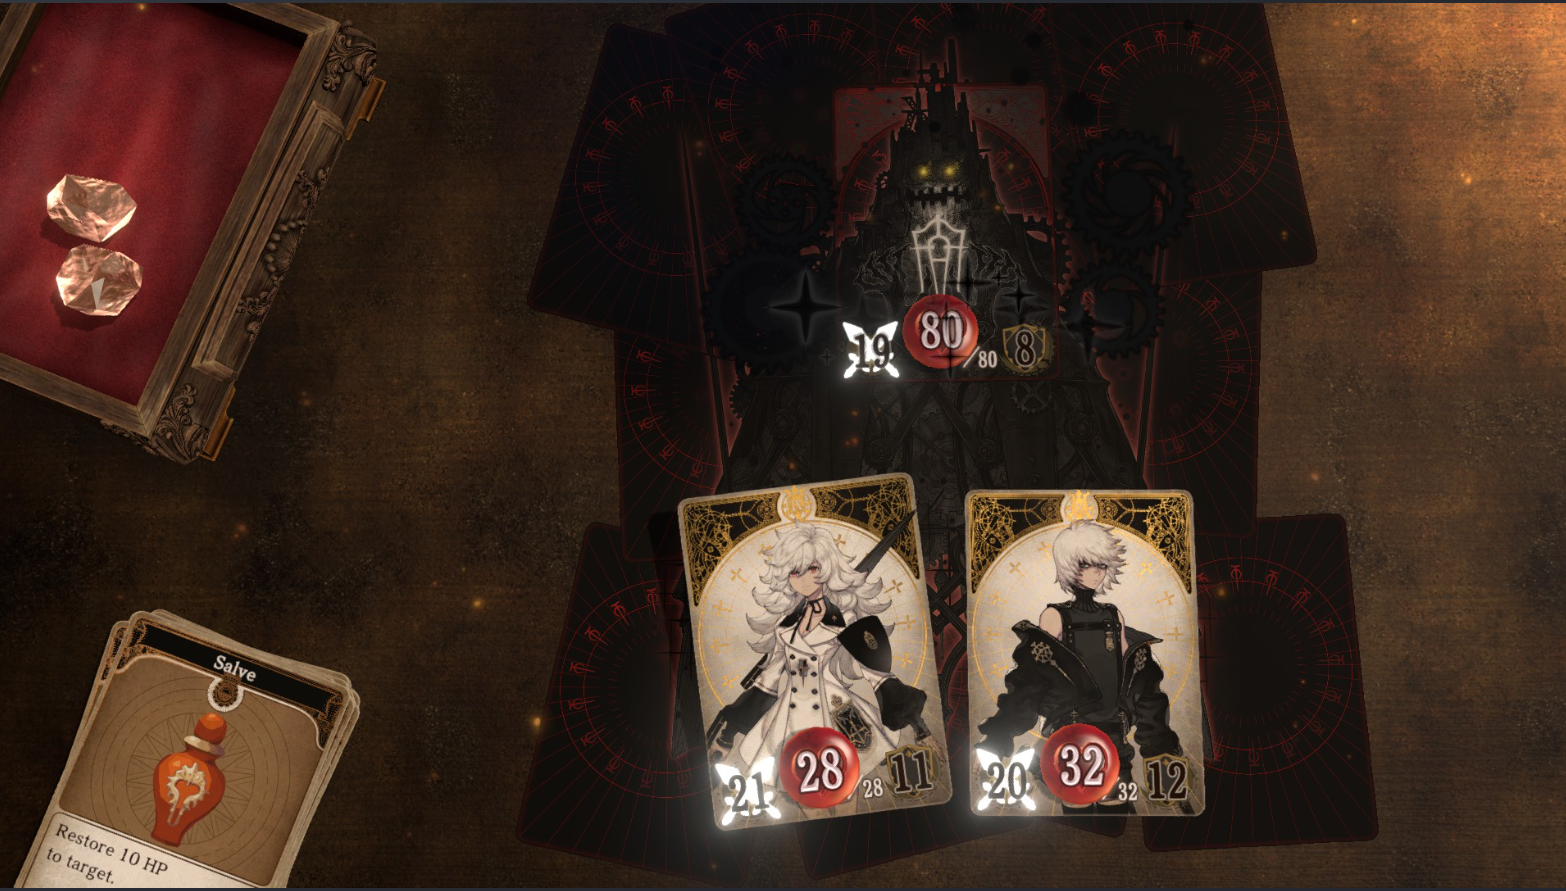 19 80 /80 8
21 28 /28 11
20 32 /32 12
Salve
Restore 10 HP
to target.